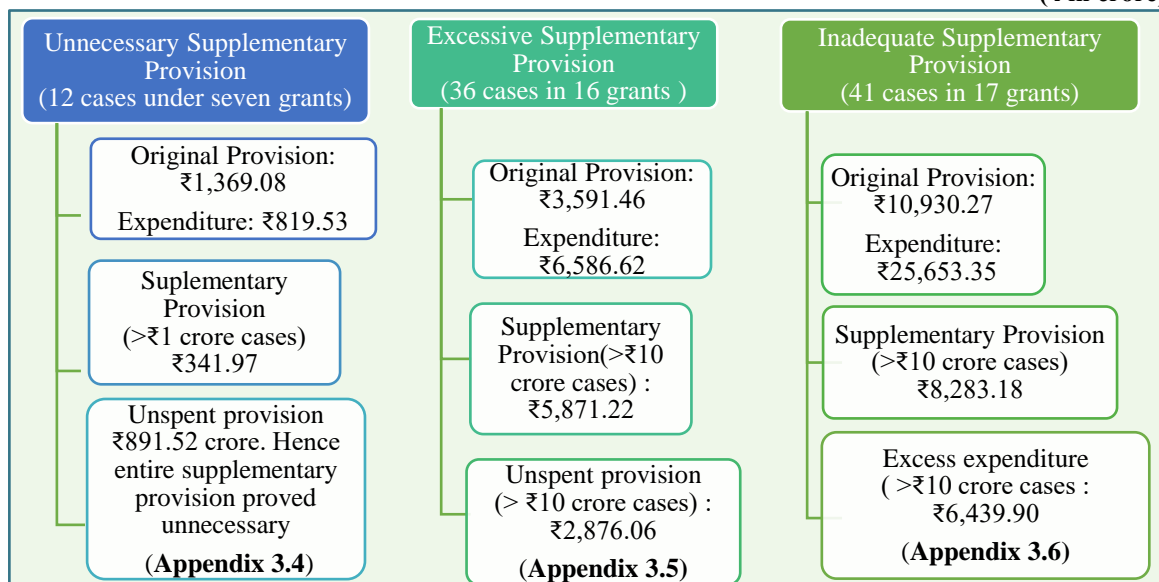 Unnecessary Supplementary
Provision
(12 cases under seven grants)
Original Provision:
₹1,369.08
Expenditure: ₹819.53
Suplementary
Provision
(>₹1 crore cases)
₹341.97
Unspent provision
₹891.52 crore. Hence
entire supplementary
provision proved
unnecessary
(Appendix 3.4)
Excessive Supplementary
Provision
(36 cases in 16 grants )
Original Provision:
₹3,591.46
Expenditure:
₹6,586.62
Supplementary
Provision(>₹10
crore cases) :
₹5,871.22
Unspent provision
(> ₹10 crore cases) :
₹2,876.06
(Appendix 3.5)
Inadequate Supplementary
Provision
(41 cases in 17 grants)
Original Provision:
₹10,930.27
Expenditure:
₹25,653.35
Supplementary Provision
(>₹10 crore cases)
₹8,283.18
Excess expenditure
( >₹10 crore cases :
₹6,439.90
(Appendix 3.6)